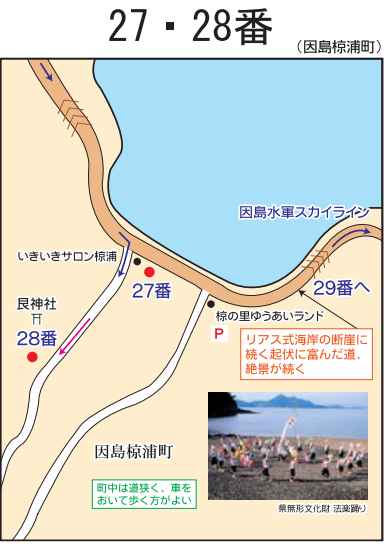 27・28番
(因島椋浦町)
因島水軍スカイライン
いきいきサロン椋浦
27番
29番へ
艮神社
28番
椋の里ゆうあいランド
P
リアス式海岸の断崖に
続く起伏に富んだ道、
絶景が続く
因島椋浦町
町中は道狭く、車を
おいて歩く方がよい
県無形文化財 法楽踊り